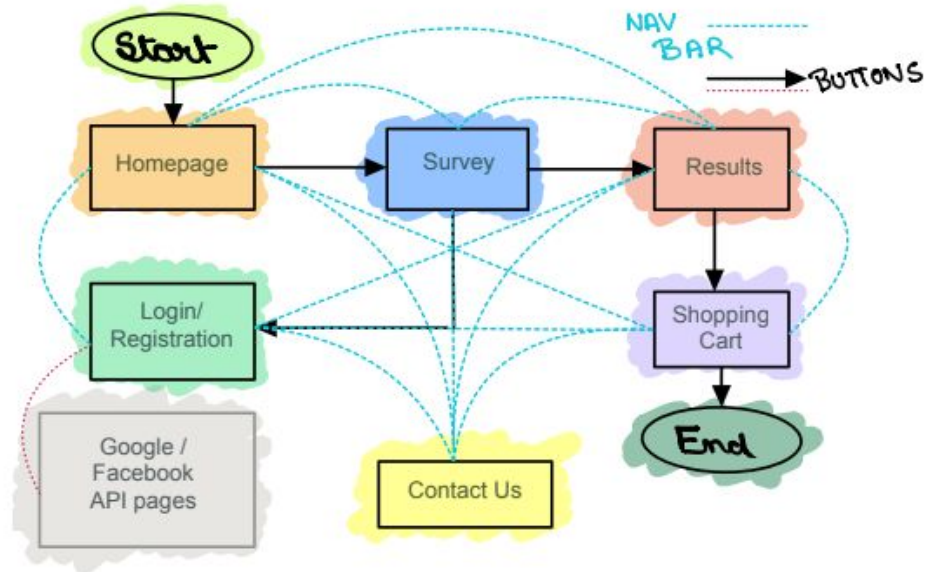 Start
NAV
BAR
BUTTONS
Homepage
Survey
Results
Login/
Registration
Shopping
Cart
Google /
Facebook
API pages
Contact Us
End